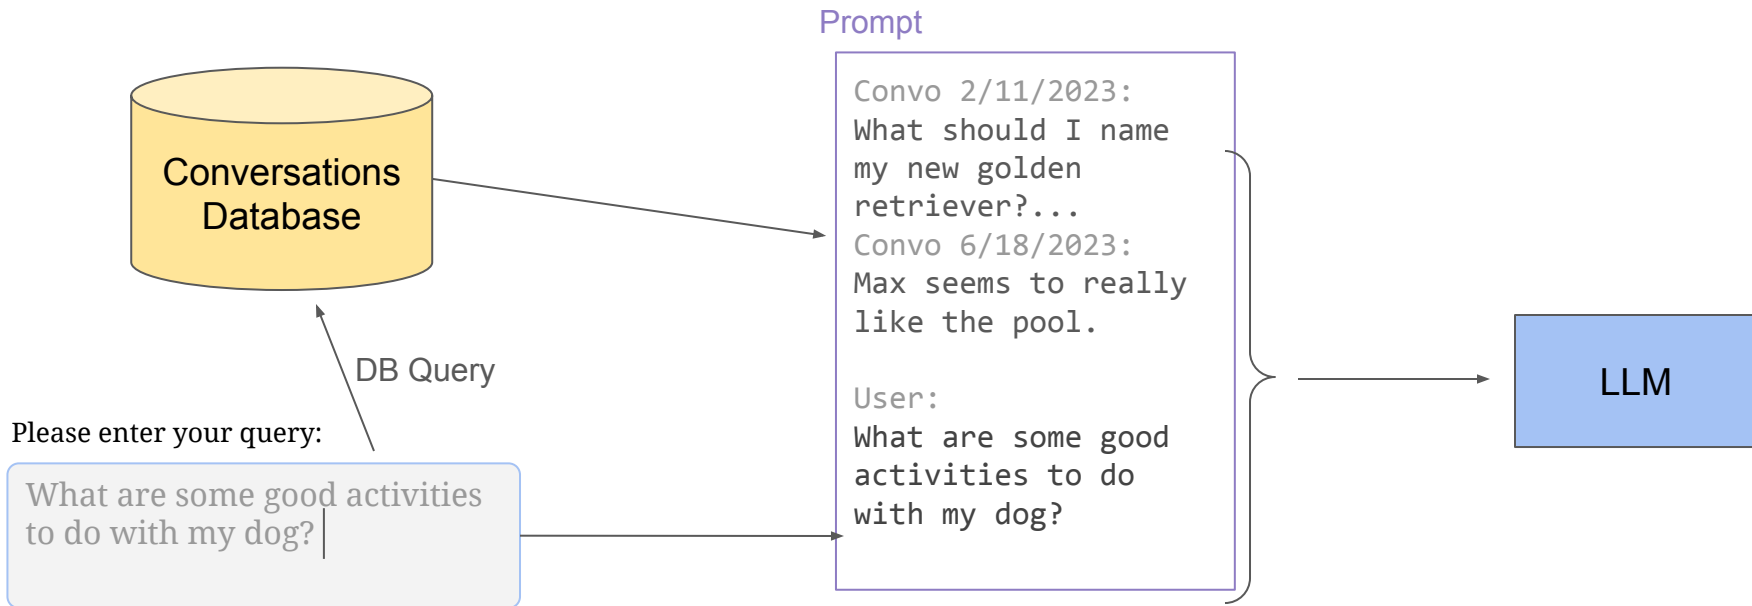 Prompt
Conversations
Database
DB Query
Please enter your query:
What are some good activities
to do with my dog?
Convo 2/11/2023:
What should I name
my new golden
retriever?...
Convo 6/18/2023:
Max seems to really
like the pool.
User:
What are some good
activities to do
with my dog?
LLM